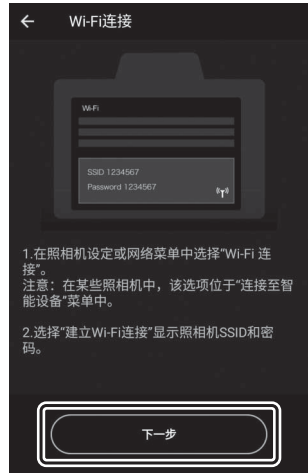 Wi-Fi连接
Wi-Fi
SSID 1234567
Password 1234567
1.在照相机设定或网络菜单中选择“Wi-Fi 连
接”。
注意：在某些照相机中，该选项位于“连接至智
能设备”菜单中。
2.选择“建立Wi-Fi连接”显示照相机SSID和密
码。
下一步